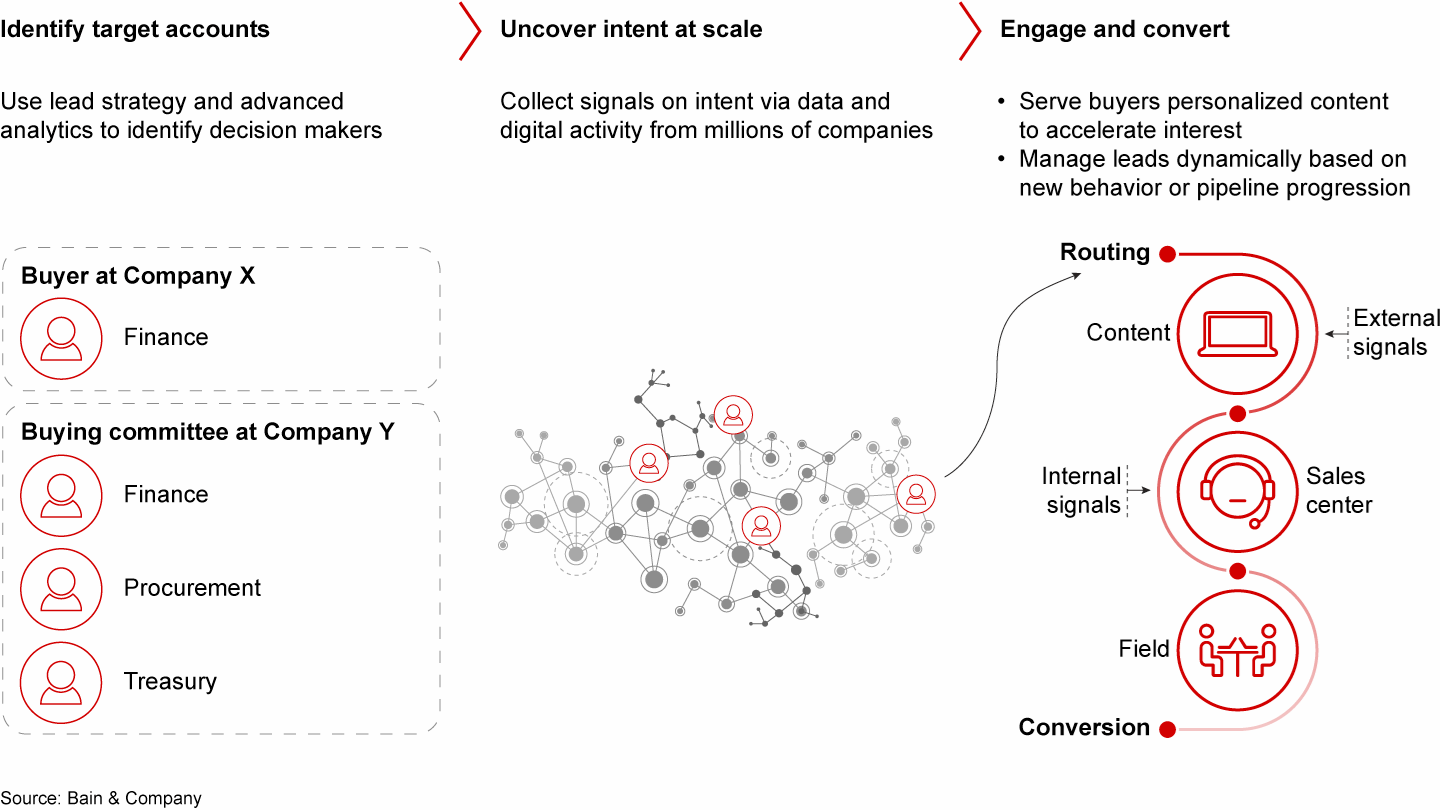 Identify target accounts
Use lead strategy and advanced
analytics to identify decision makers
Buyer at Company X
Finance
Buying committee at Company Y
Finance
Procurement
Treasury
Uncover intent at scale
Collect signals on intent via data and
digital activity from millions of companies
Engage and convert
• Serve buyers personalized content
to accelerate interest
• Manage leads dynamically based on
new behavior or pipeline progression
Routing
Content
External
signals
Internal
signals
Sales
center
Field
Conversion
Source: Bain & Company